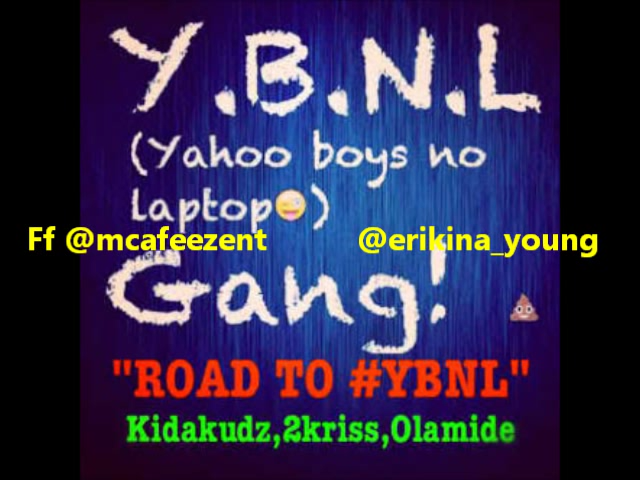 Y.B.N.L
(Yahoo boys no
laptop😜)
Ff @mcafeezent @erikina_young
Gang!
💩
"ROAD TO #YBNL"
Kidakudz,2kriss,Olamide